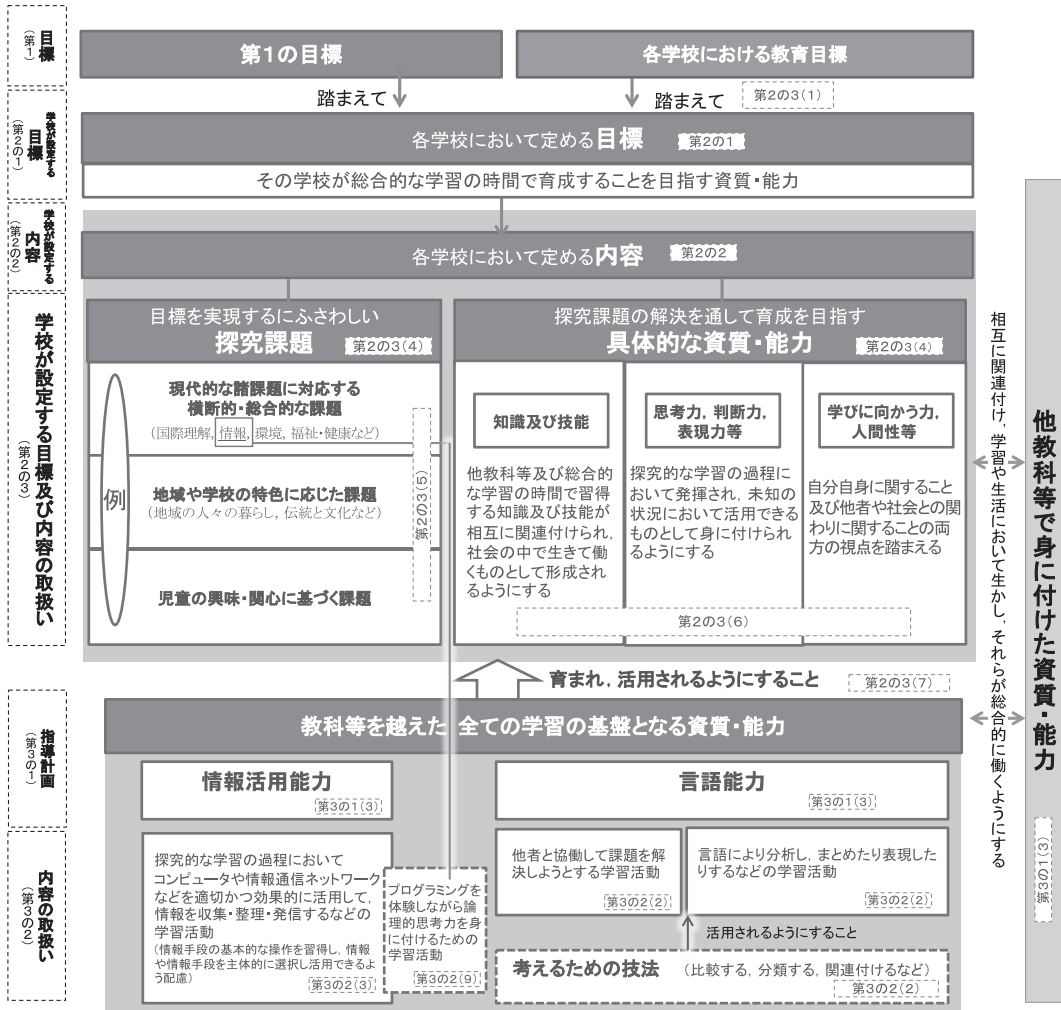 目標
(第1)
第1の目標
各学校における教育目標
踏まえて
踏まえて
第2の3(1)
学校が設定する
目標
(第2の1)
各学校において定める目標
第2の1
その学校が総合的な学習の時間で育成することを目指す資質・能力
学校が設定する
内容
(第2の2)
各学校において定める内容
第2の2
学校が設定する目標及び内容の取扱い
(第2の3)
目標を実現するにふさわしい
探究課題
第2の3(4)
例
現代的な諸課題に対応する
横断的・総合的な課題
(国際理解,情報,環境,福祉・健康など)
地域や学校の特色に応じた課題
(地域の人々の暮らし,伝統と文化など)
児童の興味・関心に基づく課題
第2の3(5)
探究課題の解決を通して育成を目指す
具体的な資質・能力
第2の3(4)
知識及び技能
他教科等及び総合的
な学習の時間で習得
する知識及び技能が
相互に関連付けられ,
社会の中で生きて働
くものとして形成され
るようにする
思考力,判断力,
表現力等
探究的な学習の過程に
おいて発揮され,未知の
状況において活用できる
ものとして身に付けられ
るようにする
学びに向かう力,
人間性等
自分自身に関すること
及び他者や社会との関
わりに関することの両
方の視点を踏まえる
第2の3(6)
育まれ,活用されるようにすること
第2の3(7)
指導計画
(第3の1)
教科等を越えた 全ての学習の基盤となる資質・能力
情報活用能力
第3の1(3)
言語能力
第3の1(3)
内容の取扱い
(第3の2)
探究的な学習の過程において
コンピュータや情報通信ネットワーク
などを適切かつ効果的に活用して,
情報を収集・整理・発信するなどの
学習活動
(情報手段の基本的な操作を習得し,情報
や情報手段を主体的に選択し活用できるよ
う配慮)
第3の2(3)
プログラミングを
体験しながら論
理的思考力を身
に付けるための
学習活動
第3の2(9)
他者と協働して課題を解
決しようとする学習活動
第3の2(2)
言語により分析し,まとめたり表現した
りするなどの学習活動
第3の2(2)
活用されるようにすること
考えるための技法 (比較する,分類する,関連付けるなど)
第3の2(2)
相互に関連付け,学習や生活において生かし,それらが総合的に働くようにする
他教科等で身に付けた資質・能力
第3の1(3)